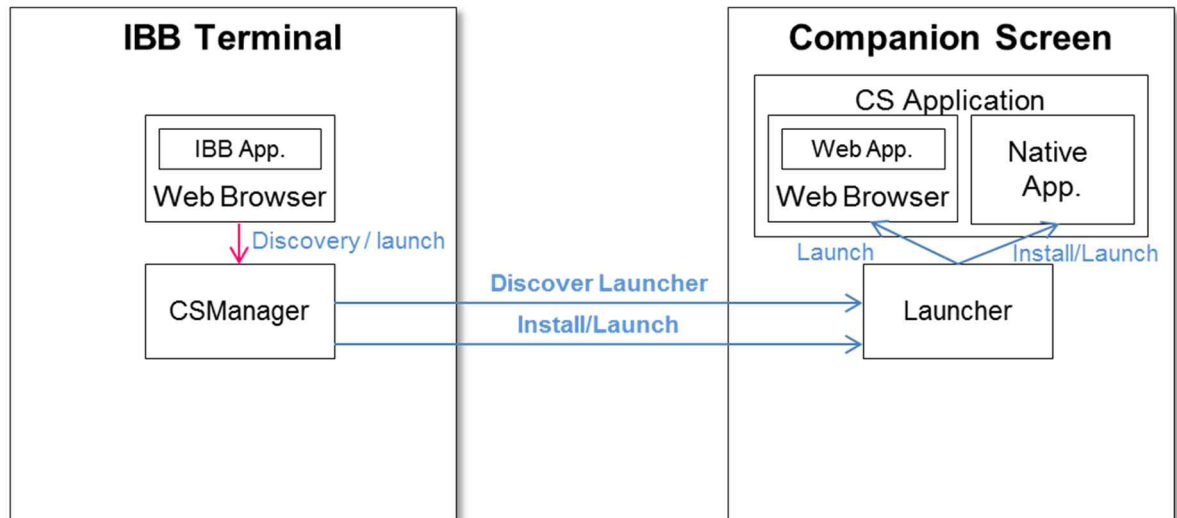 IBB Terminal
IBB App.
Web Browser
Discovery / launch
CSManager
Discover Launcher
Install/Launch
Companion Screen
CS Application
Web App.
Web Browser
Native
App.
Launch
Install/Launch
Launcher